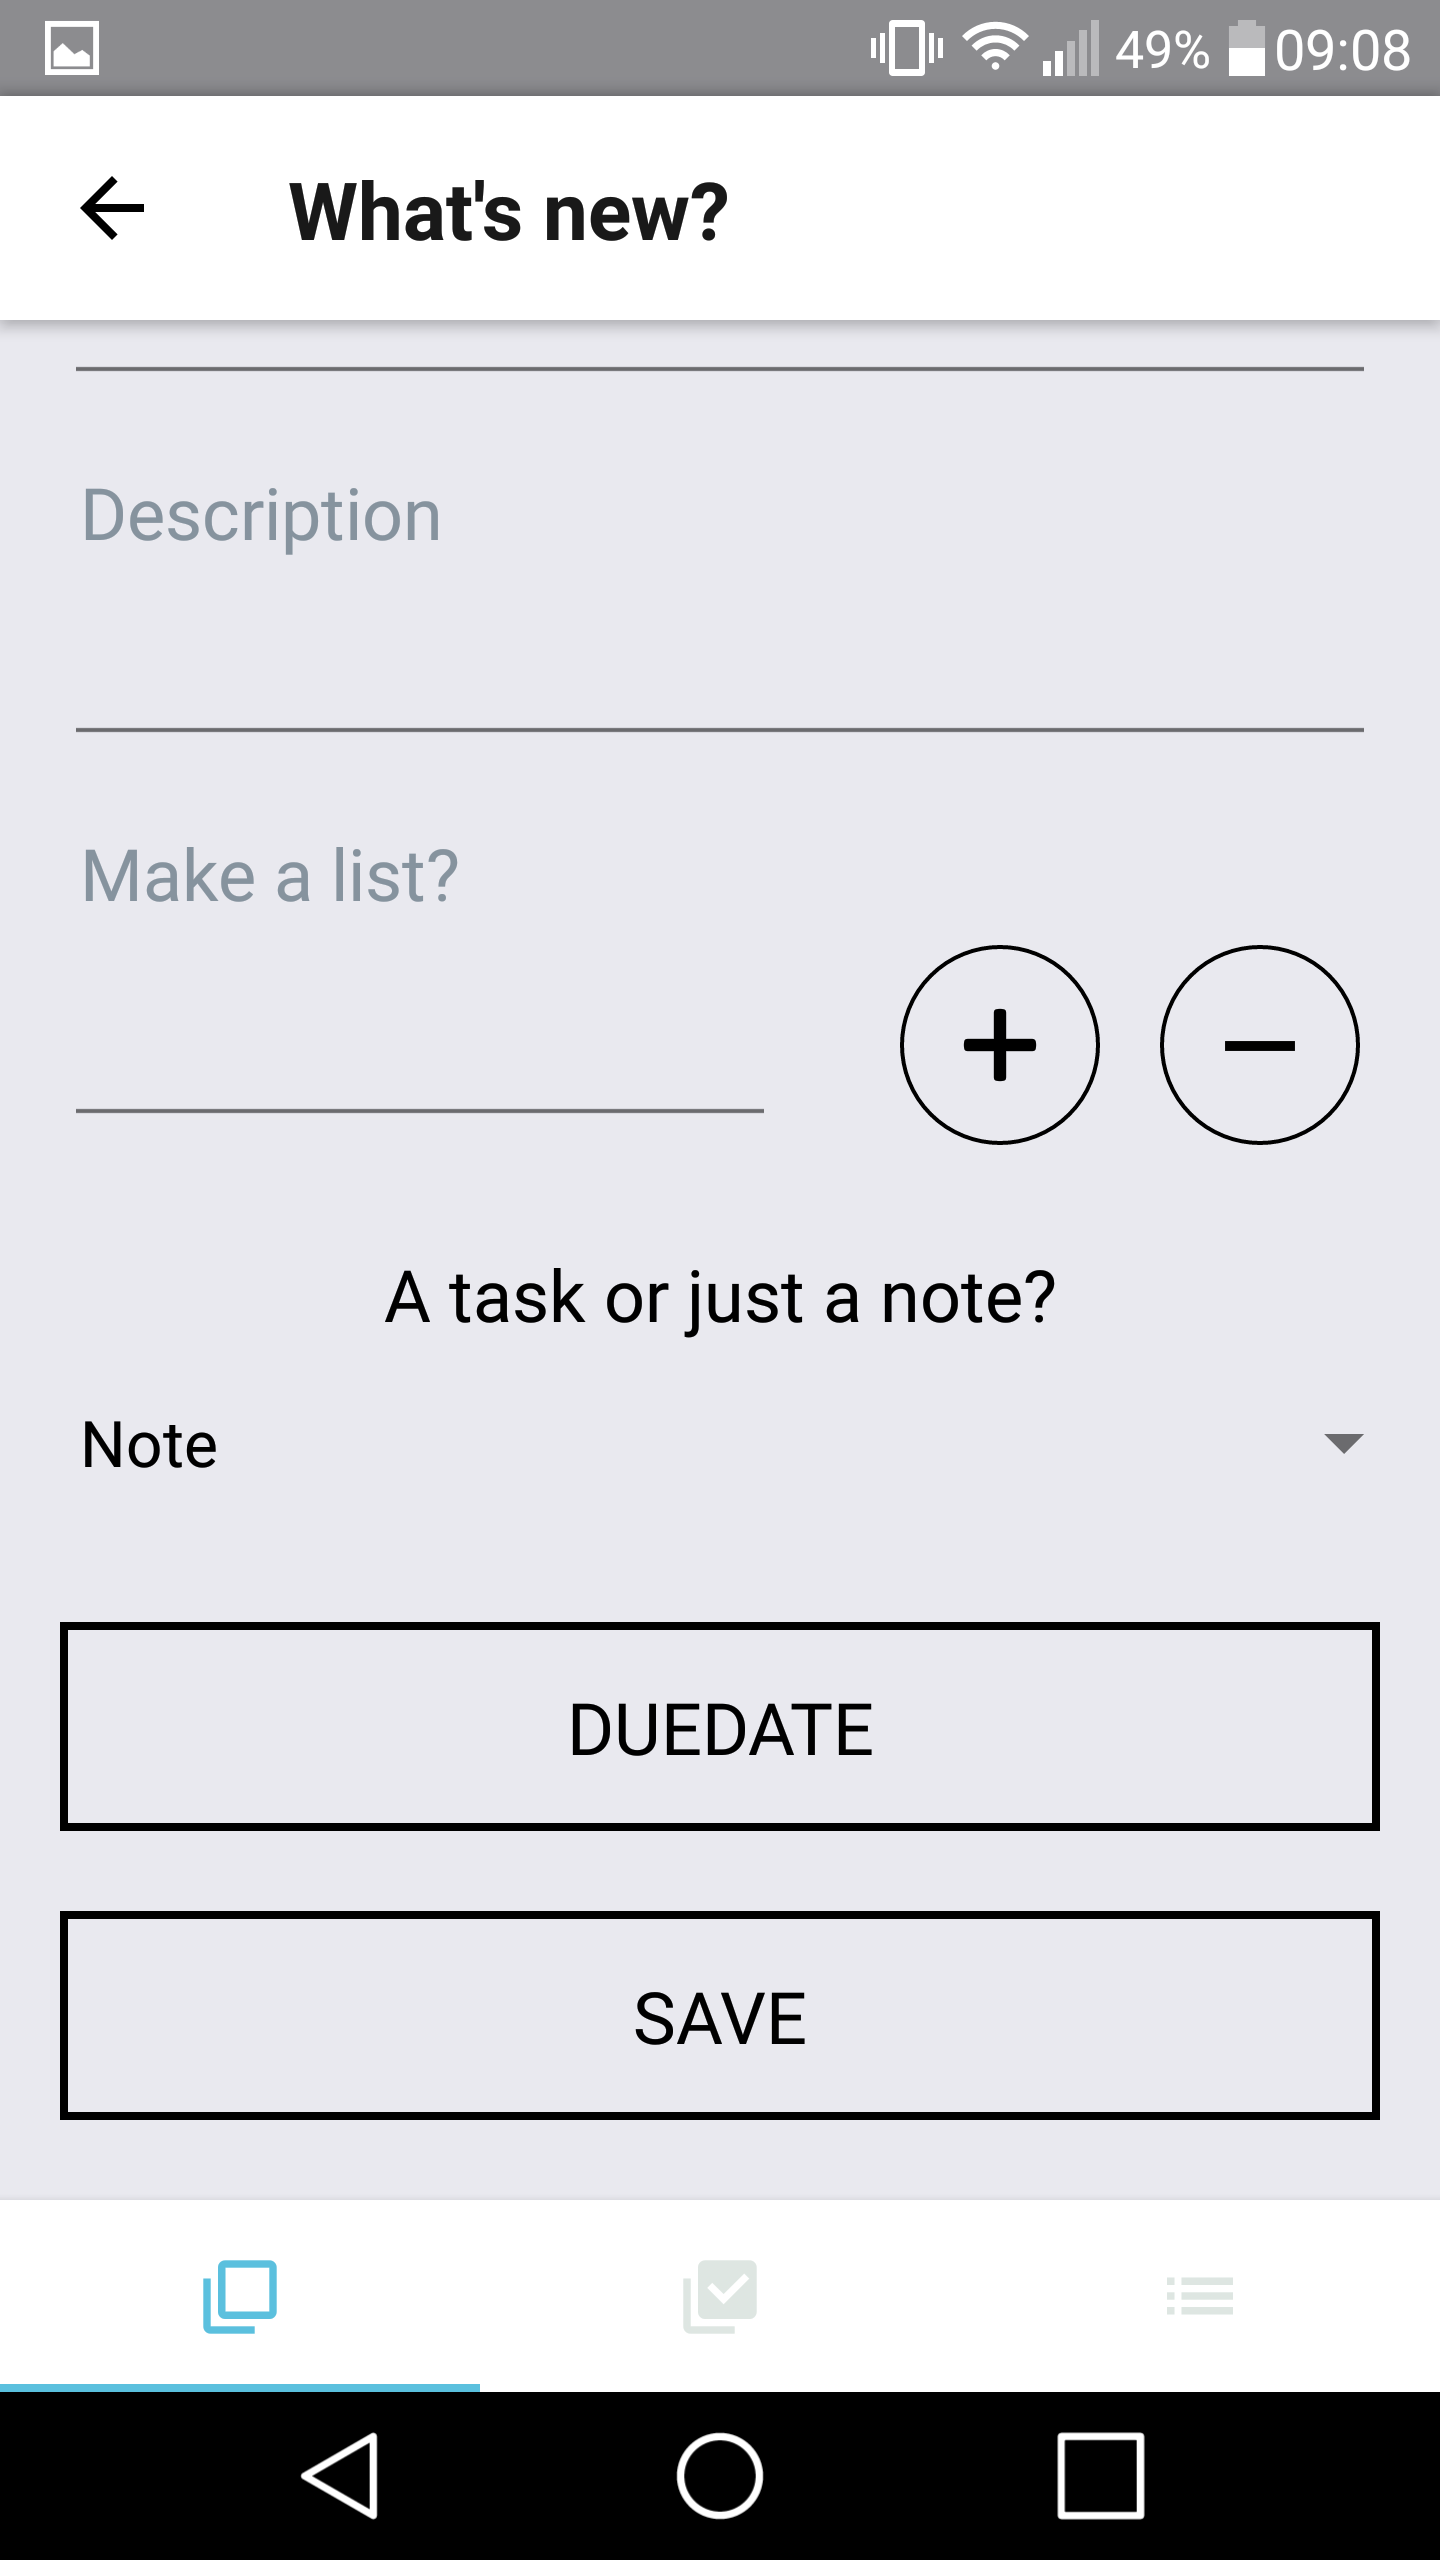 49% 09:08
What's new?
Description
Make a list?
A task or just a note?
Note
DUEDATE
SAVE